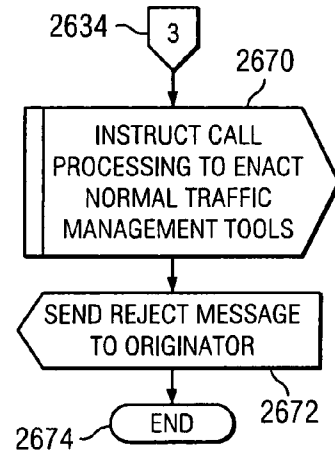 2634
3
2670
INSTRUCT CALL
PROCESSING TO ENACT
NORMAL TRAFFIC
MANAGEMENT TOOLS
SEND REJECT MESSAGE
TO ORIGINATOR
2672
END
2674